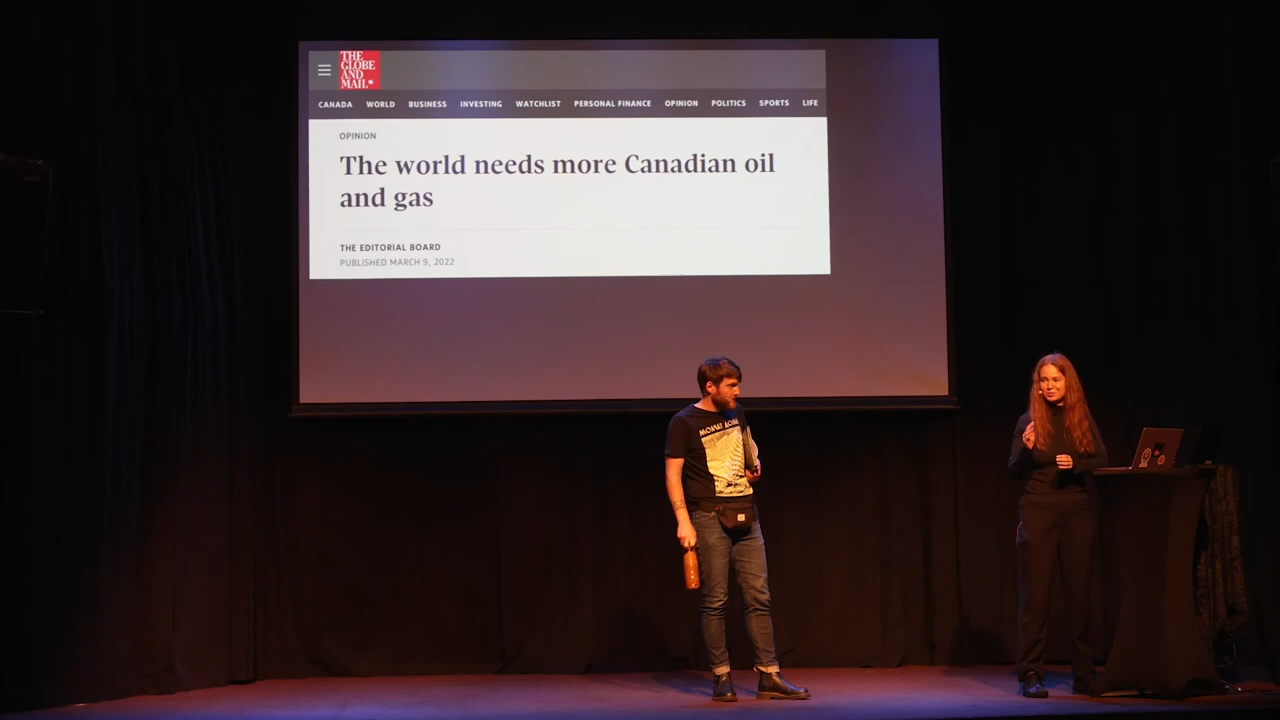 THE
GLOBE
AND
MAIL
CANADA WORLD BUSINESS INVESTING WATCHLIST PERSONAL FINANCE OPINION POLITICS SPORTS LIFE
OPINION
The world needs more Canadian oil
and gas
THE EDITORIAL BOARD
PUBLISHED MARCH 9, 2022